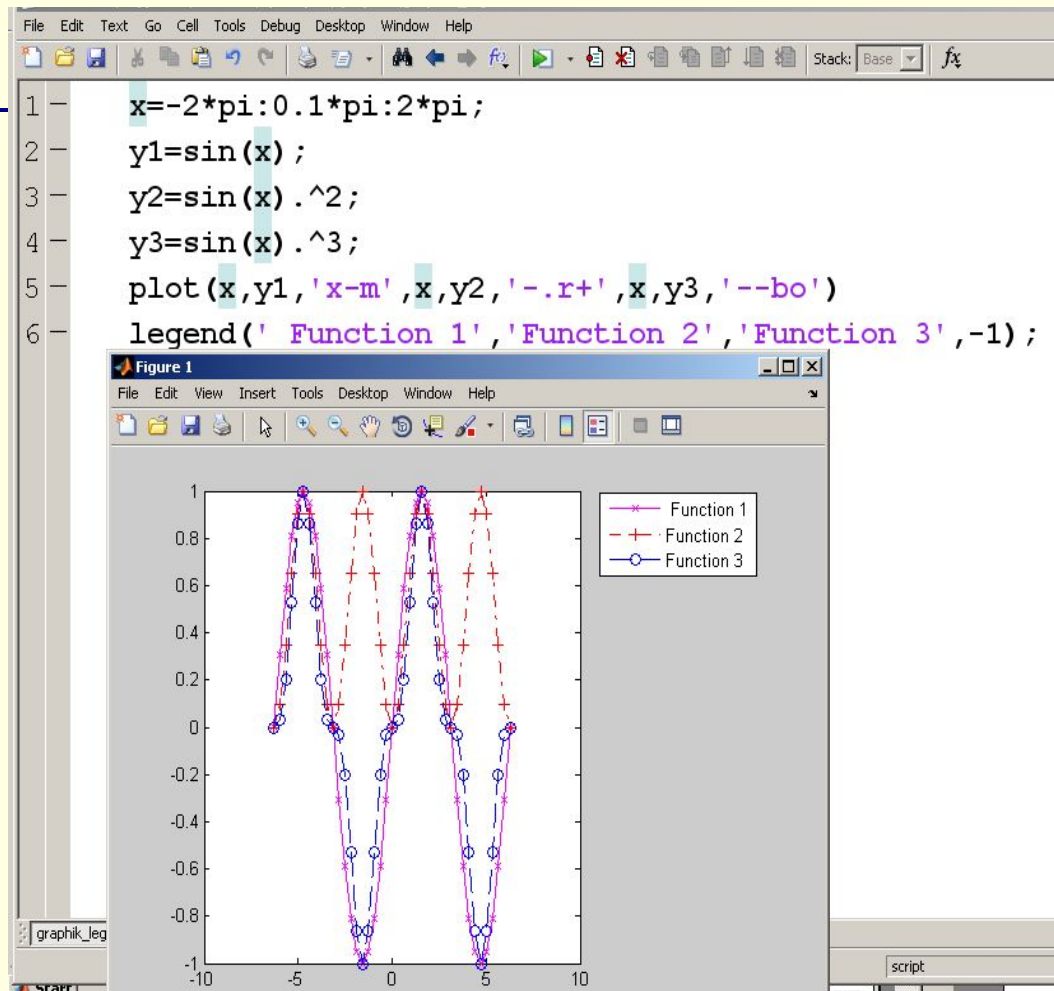 File Edit Text Go Cell Tools Debug Desktop Window Help
Stack: Base fx
1 - x=-2*pi:0.1*pi:2*pi;
2 - y1=sin(x);
3 - y2=sin(x).^2;
4 - y3=sin(x).^3;
5 - plot(x,y1,'x-m',x,y2,'-.r+',x,y3,'--bo')
6 - legend(' Function 1','Function 2','Function 3',-1);
Figure 1
File Edit View Insert Tools Desktop Window Help
1
0.8
0.6
0.4
0.2
0
-0.2
-0.4
-0.6
-0.8
-1
-10 -5 0 5 10
Function 1
Function 2
Function 3
graphik_leg
script
Start